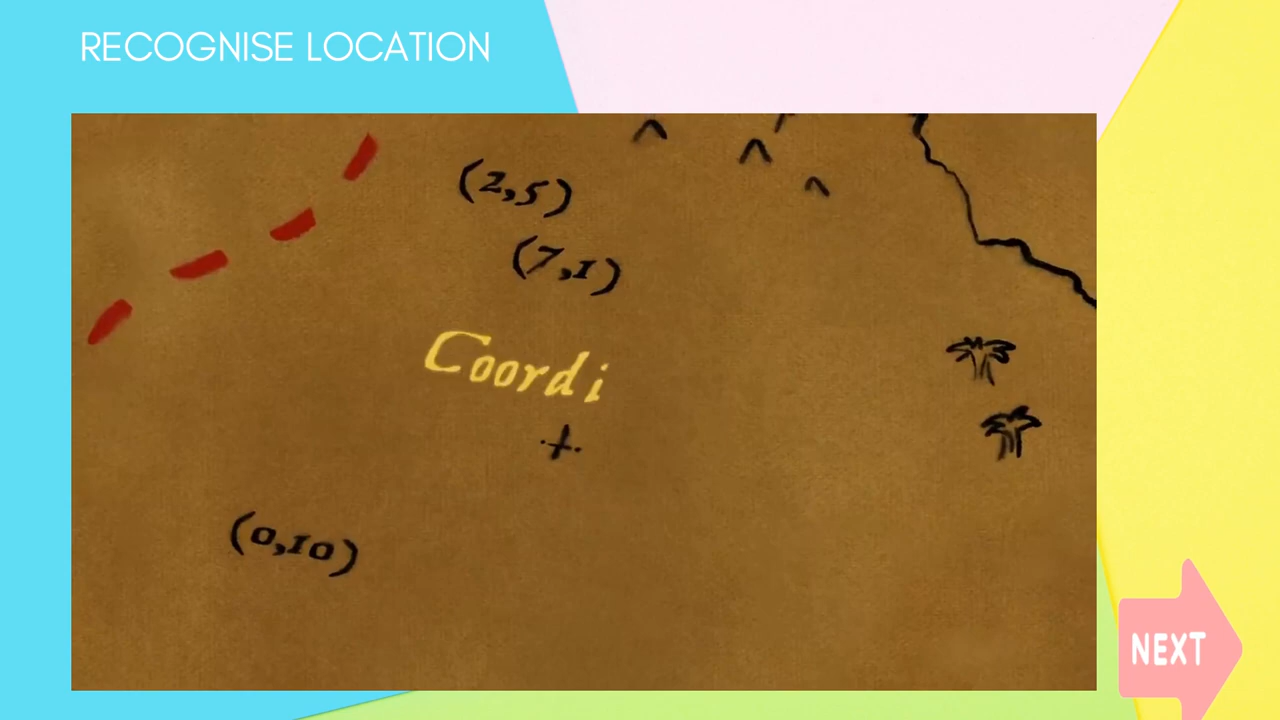 RECOGNISE LOCATION
(2,5)
(7,1)
Coordi
(0,10)
NEXT